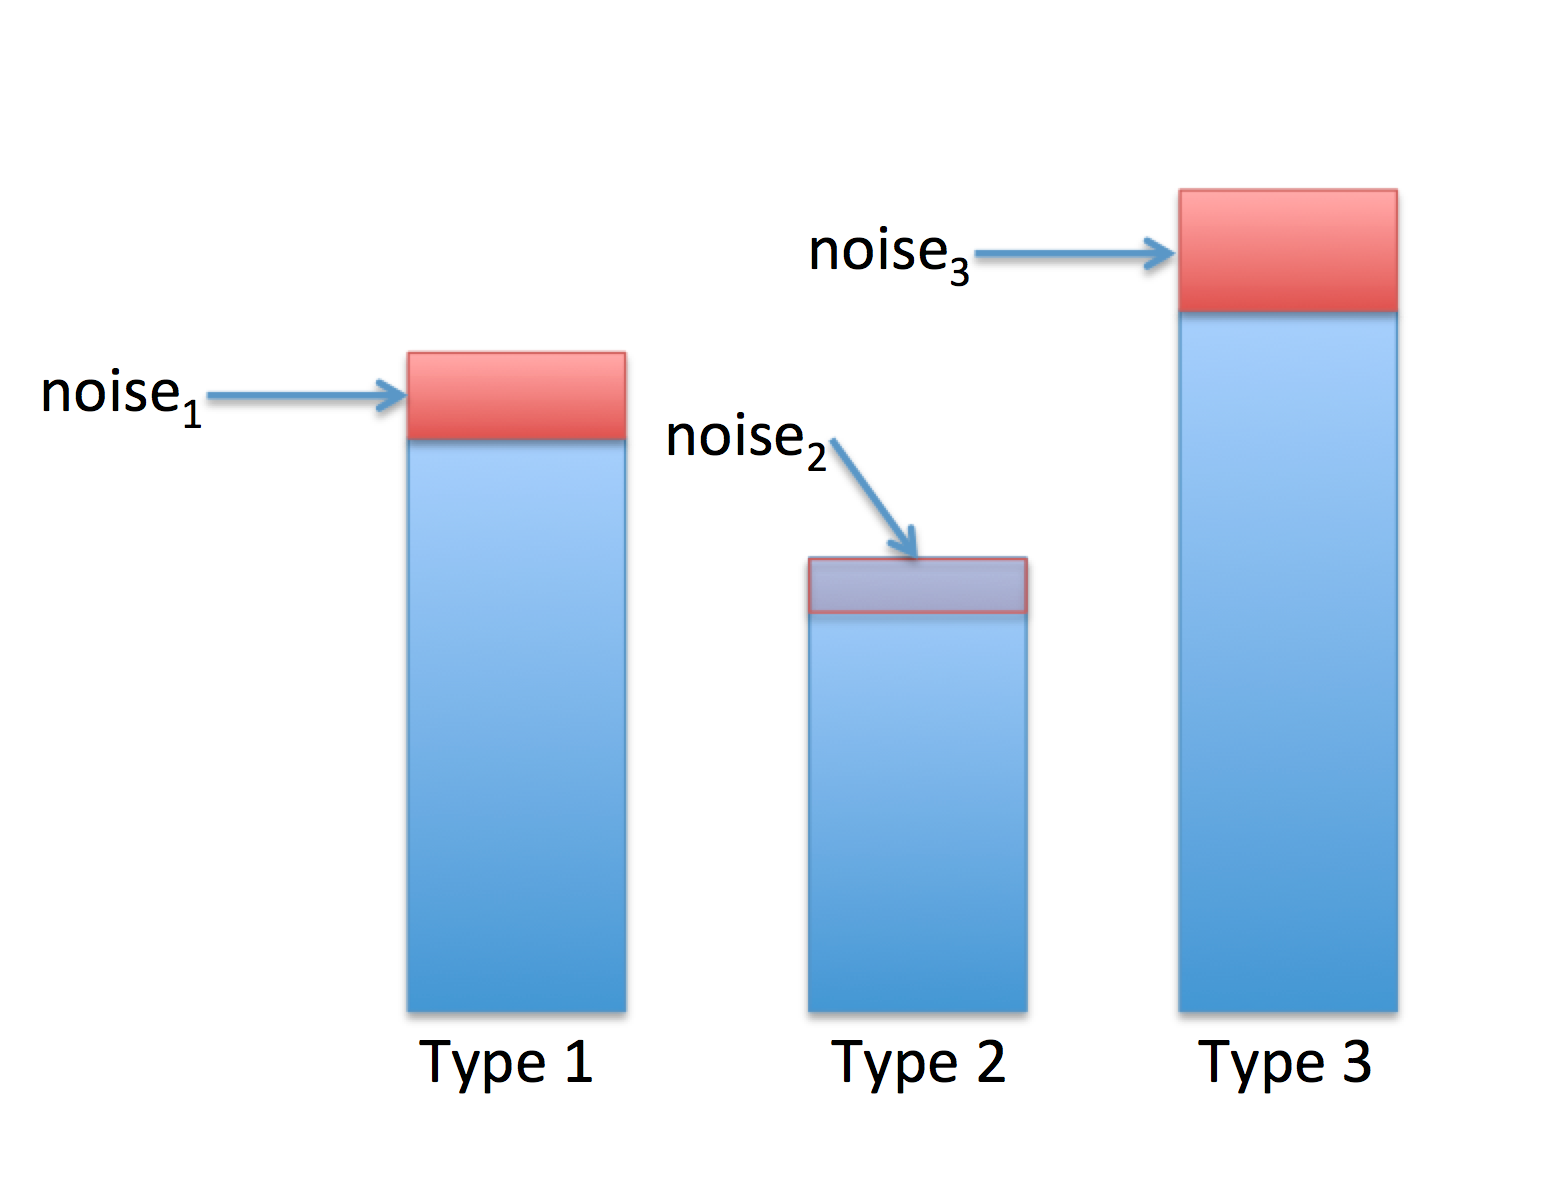 noise₃
noise₁
noise₂
Type 1
Type 2
Type 3